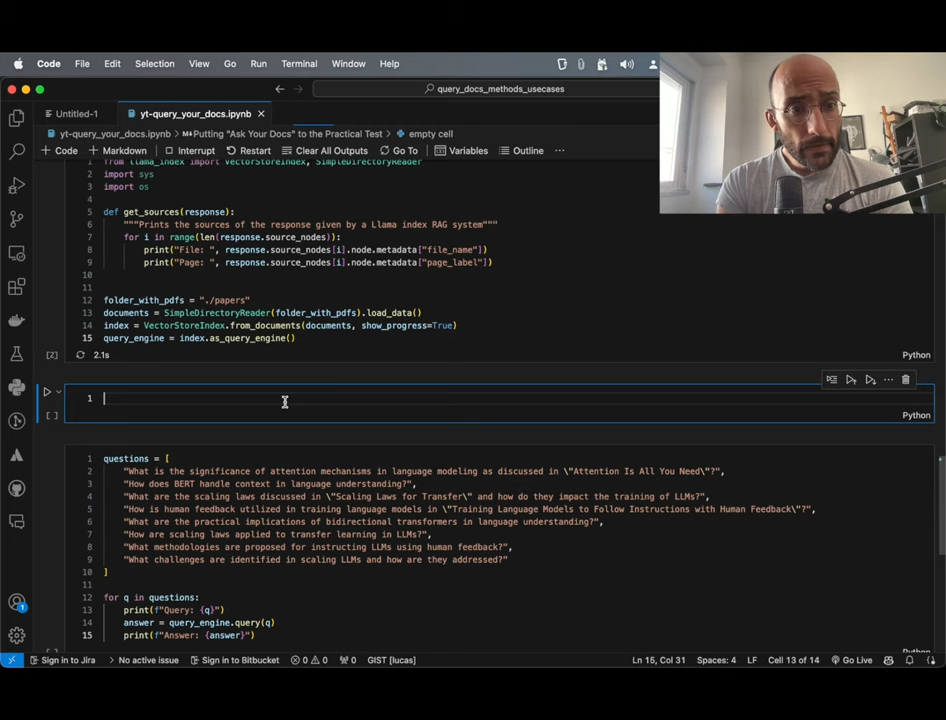 Code File Edit Selection View Go Run Terminal Window Help
query_docs_methods_usecases
Untitled-1 yt-query_your_docs.ipynb
yt-query_your_docs.ipynb > Putting "Ask Your Docs" to the Practical Test > empty cell
+ Code + Markdown Interrupt Restart Clear All Outputs Go To Variables Outline ...
1 from llama_index import VectorStoreIndex, SimpleDirectoryReader
2 import sys
3 import os
4
5 def get_sources(response):
6 """Prints the sources of the response given by a Llama index RAG system"""
7 for i in range(len(response.source_nodes)):
8 print("File: ", response.source_nodes[i].node.metadata["file_name"])
9 print("Page: ", response.source_nodes[i].node.metadata["page_label"])
10
11
12 folder_with_pdfs = "./papers"
13 documents = SimpleDirectoryReader(folder_with_pdfs).load_data()
14 index = VectorStoreIndex.from_documents(documents, show_progress=True)
15 query_engine = index.as_query_engine()
[2] 2.1s Python
1
[ ] Python
1 questions = [
2 "What is the significance of attention mechanisms in language modeling as discussed in \"Attention Is All You Need\"?",
3 "How does BERT handle context in language understanding?",
4 "What are the scaling laws discussed in \"Scaling Laws for Transfer\" and how do they impact the training of LLMs?",
5 "How is human feedback utilized in training language models in \"Training Language Models to Follow Instructions with Human Feedback\"?",
6 "What are the practical implications of bidirectional transformers in language understanding?",
7 "How are scaling laws applied to transfer learning in LLMs?",
8 "What methodologies are proposed for instructing LLMs using human feedback?",
9 "What challenges are identified in scaling LLMs and how are they addressed?"
10 ]
11
12 for q in questions:
13 print(f"Query: {q}")
14 answer = query_engine.query(q)
15 print(f"Answer: {answer}")
Sign in to Jira No active issue Sign in to Bitbucket 0 0 0 GIST [lucas] Ln 15, Col 31 Spaces: 4 LF Cell 13 of 14 Go Live